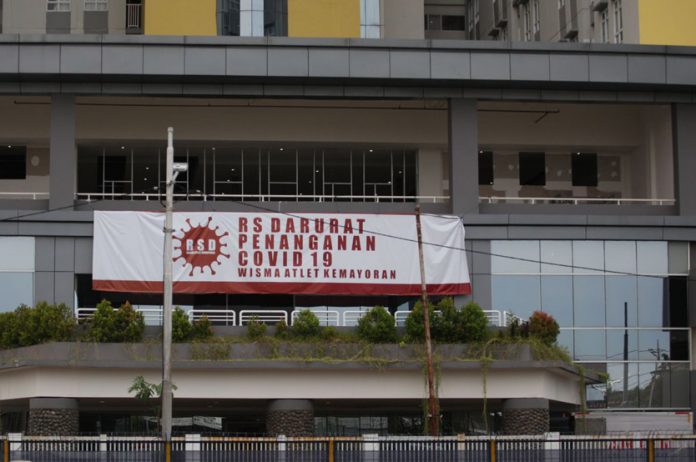 RSD
RS DARURAT
PENANGANAN
COVID 19
WISMA ATLET KEMAYORAN